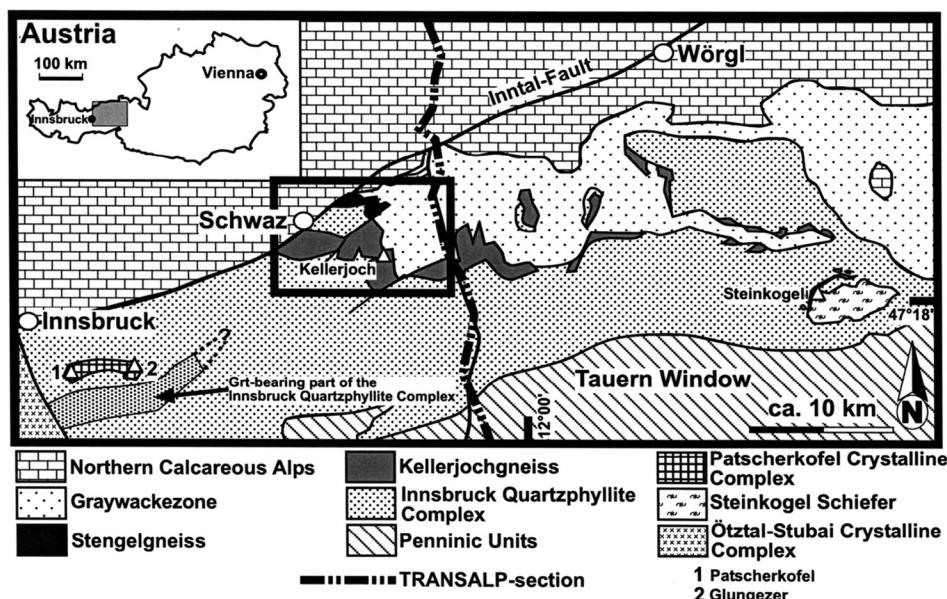 Austria
100 km
Vienna
Innsbruck
Wörgl
Inntal-Fault
Schwaz
Kellerjoch
Steinkogel
47°18'
Innsbruck
1
2
?
Grt-bearing part of the
Innsbruck Quartzphyllite Complex
Tauern Window
12°00'
ca. 10 km
N
Northern Calcareous Alps
Kellerjochgneiss
Patscherkofel Crystalline
Complex
Graywackezone
Innsbruck Quartzphyllite
Complex
Steinkogel Schiefer
Stengelgneiss
Penninic Units
Ötztal-Stubai Crystalline
Complex
TRANSALP-section
1 Patscherkofel
2 Glungezer